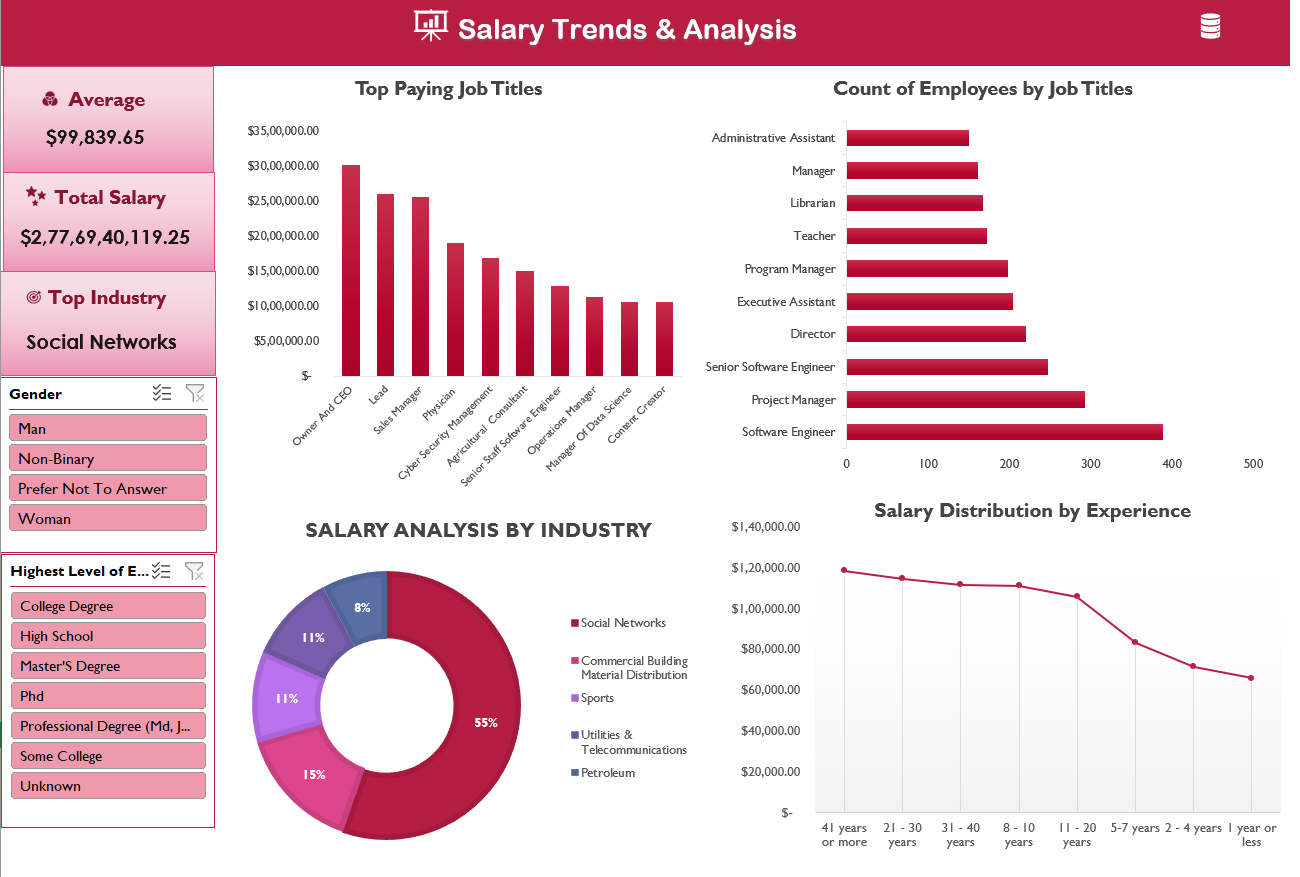 Salary Trends & Analysis
Average
$99,839.65
Total Salary
$2,77,69,40,119.25
Top Industry
Social Networks
Gender
Man
Non-Binary
Prefer Not To Answer
Woman
Highest Level of E...
College Degree
High School
Master'S Degree
Phd
Professional Degree (Md, J...
Some College
Unknown
Top Paying Job Titles
$35,00,000.00
$30,00,000.00
$25,00,000.00
$20,00,000.00
$15,00,000.00
$10,00,000.00
$5,00,000.00
$-
Owner And CEO
Lead
Sales Manager
Physician
Cyber Security Management
Agricultural Consultant
Senior Staff Software Engineer
Operations Manager
Manager Of Data Science
Content Creator
Count of Employees by Job Titles
Administrative Assistant
Manager
Librarian
Teacher
Program Manager
Executive Assistant
Director
Senior Software Engineer
Project Manager
Software Engineer
0 100 200 300 400 500
SALARY ANALYSIS BY INDUSTRY
8%
11%
11%
55%
15%
Social Networks
Commercial Building
Material Distribution
Sports
Utilities &
Telecommunications
Petroleum
Salary Distribution by Experience
$1,40,000.00
$1,20,000.00
$1,00,000.00
$80,000.00
$60,000.00
$40,000.00
$20,000.00
$-
41 years
or more
21 - 30
years
31 - 40
years
8 - 10
years
11 - 20
years
5-7 years
2 - 4 years
1 year or
less